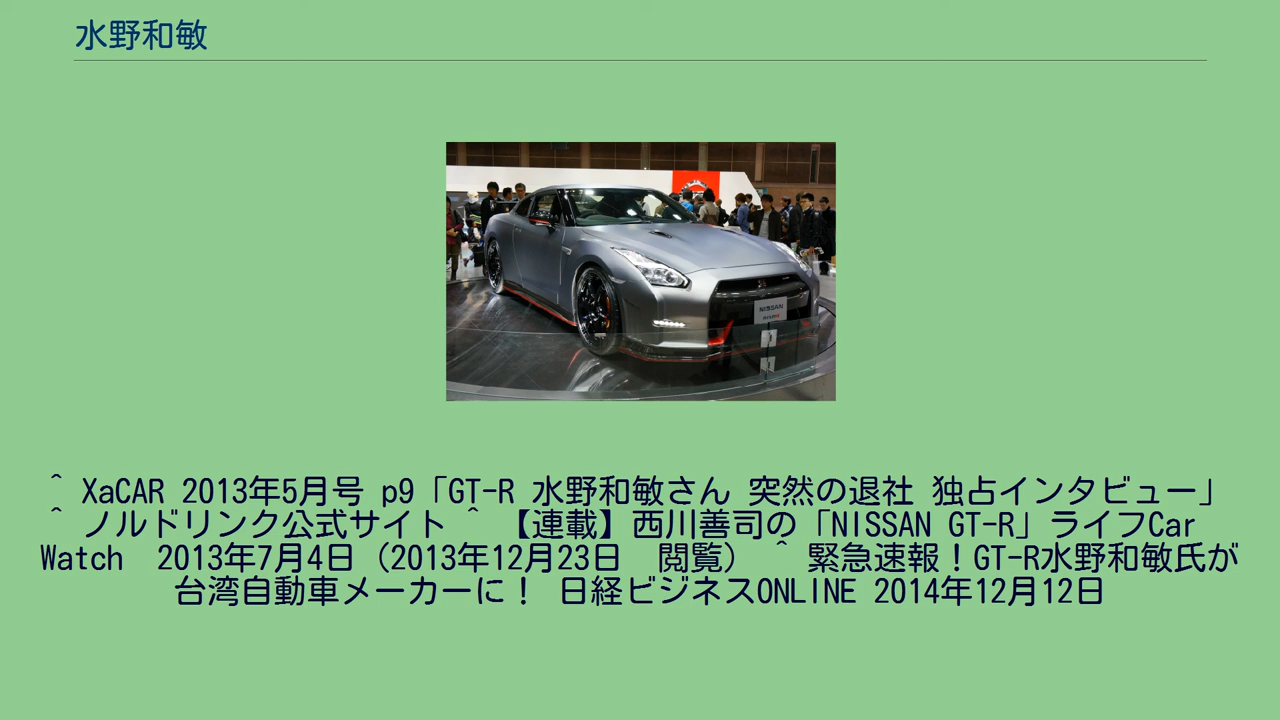 水野和敏
NISSAN
^ XaCAR 2013年5月号 p9「GT-R 水野和敏さん 突然の退社 独占インタビュー」
^ ノルドリンク公式サイト ^ 【連載】西川善司の「NISSAN GT-R」ライフCar
Watch　2013年7月4日（2013年12月23日　閲覧） ^ 緊急速報！GT-R水野和敏氏が
台湾自動車メーカーに！ 日経ビジネスONLINE 2014年12月12日